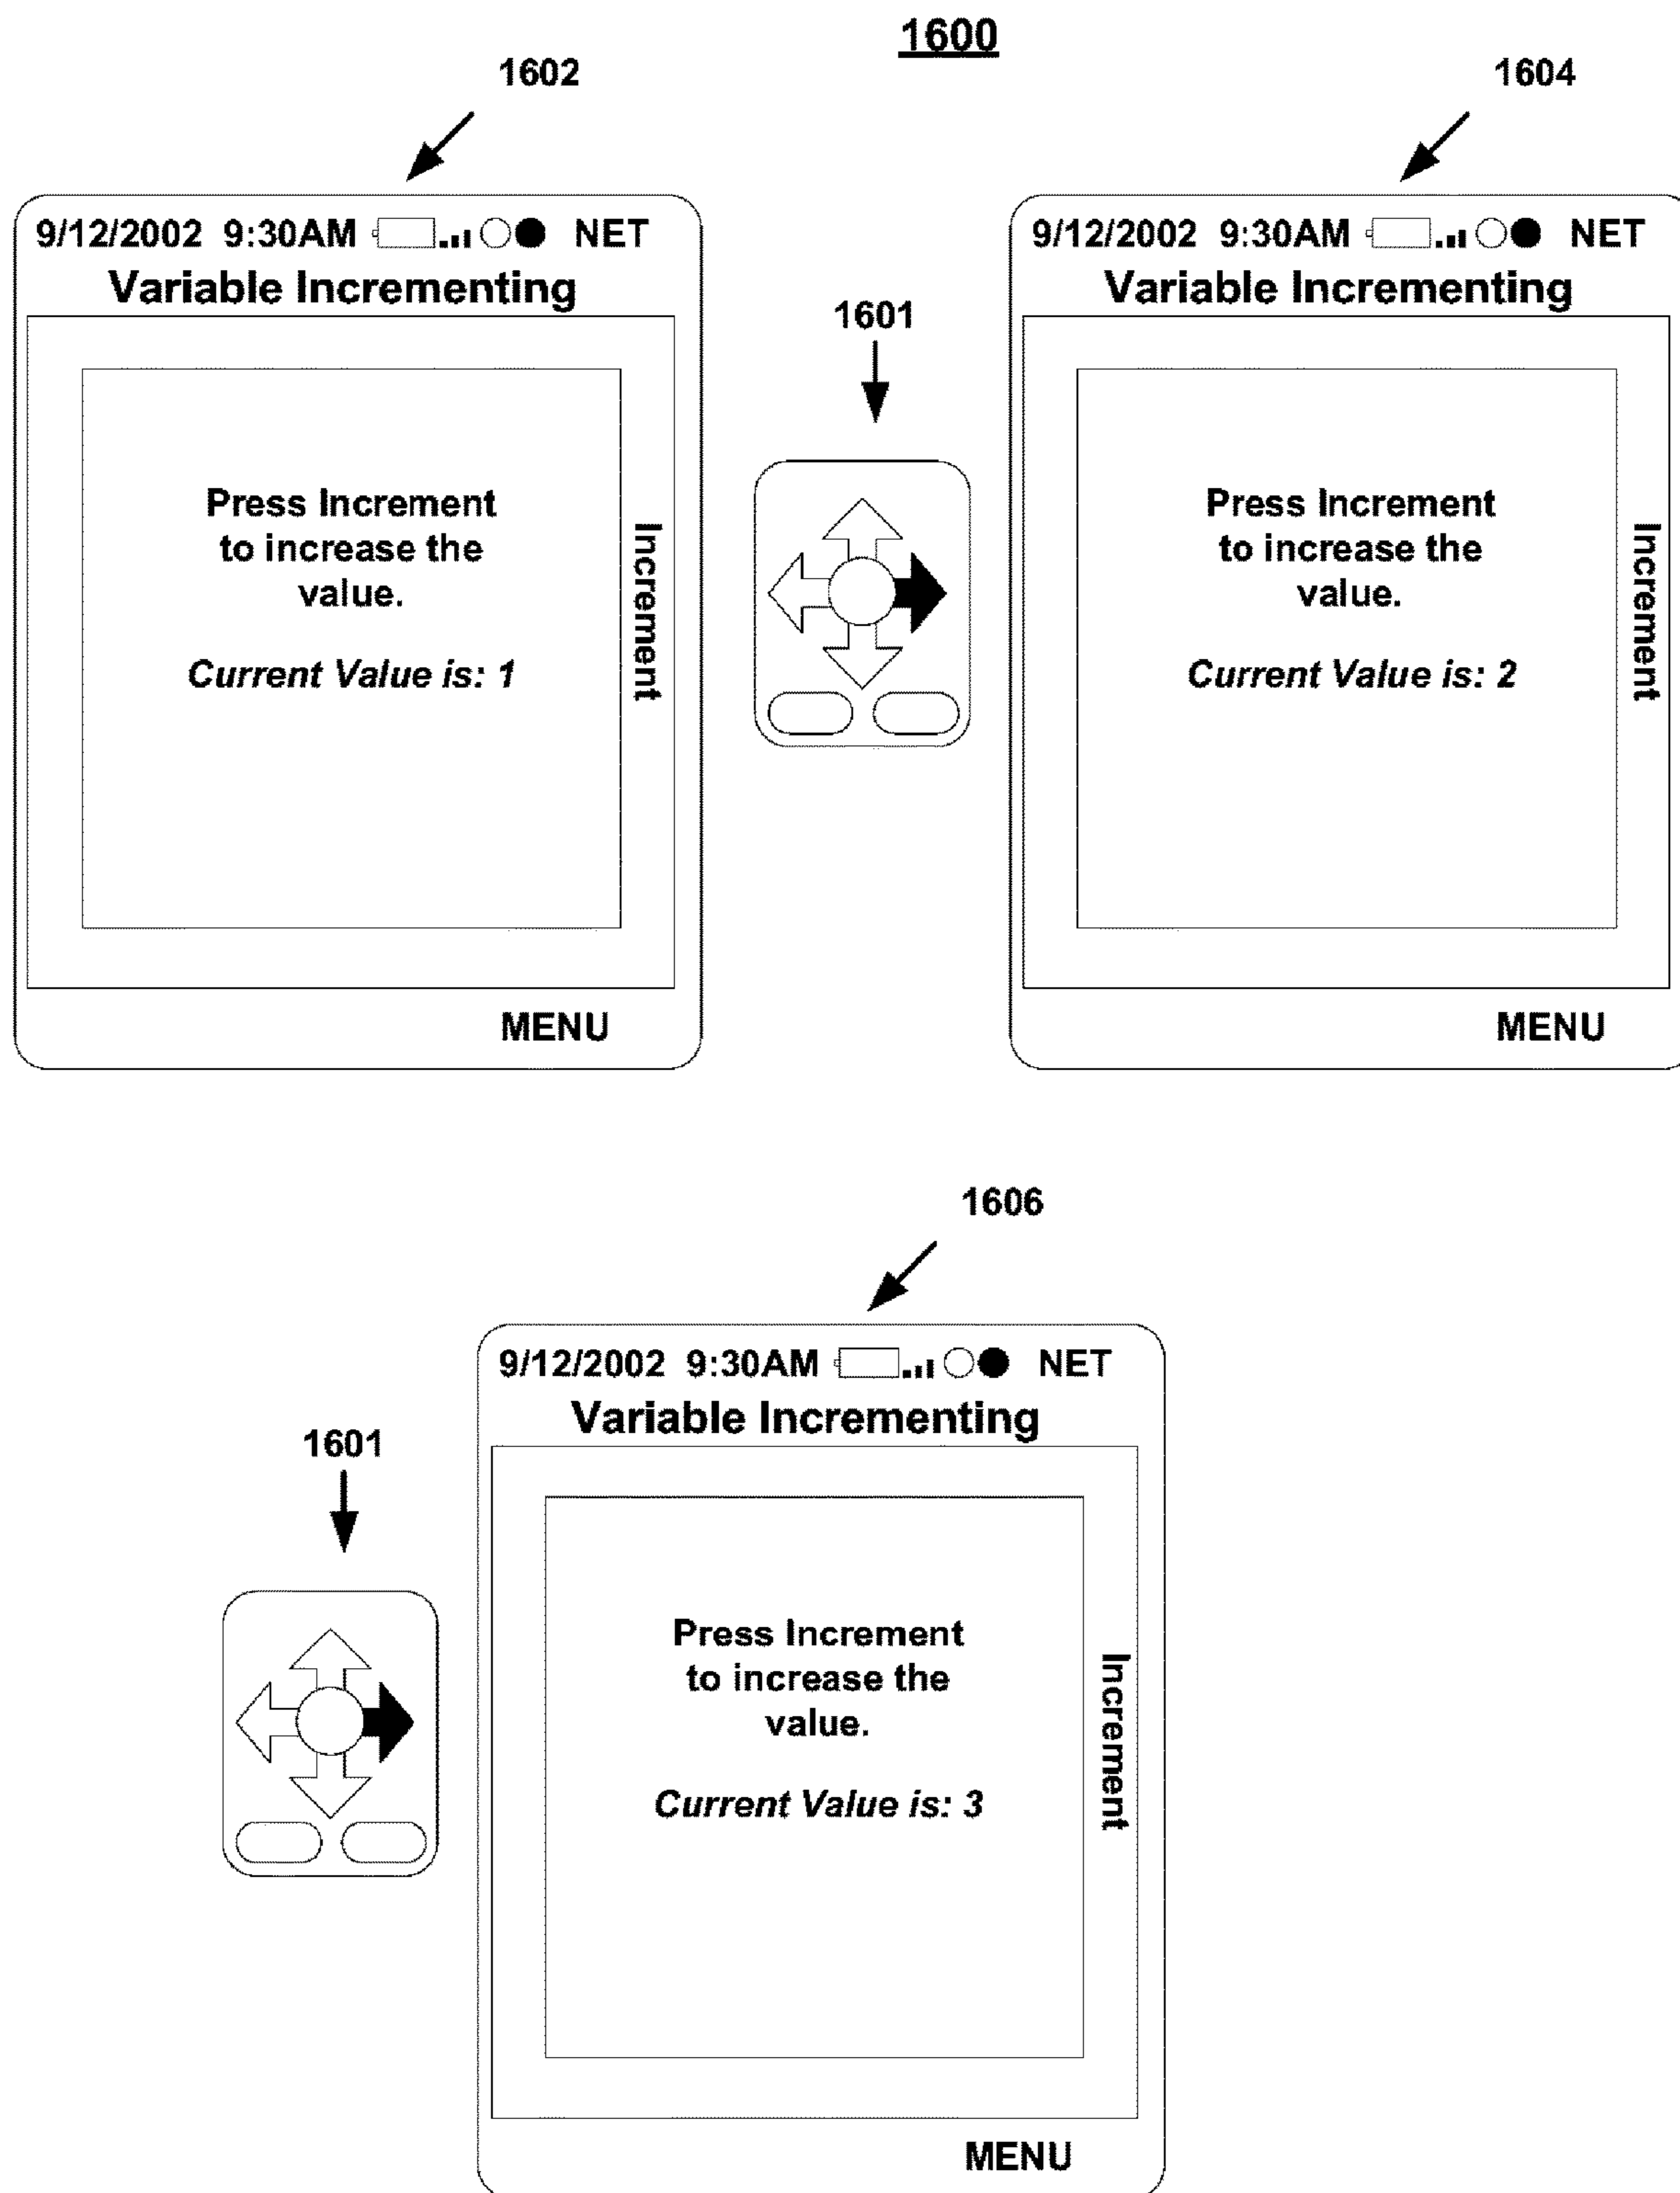 1600
1602
1604
9/12/2002 9:30AM NET
Variable Incrementing
Press Increment
to increase the
value.
Current Value is: 1
Increment
MENU
1601
9/12/2002 9:30AM NET
Variable Incrementing
Press Increment
to increase the
value.
Current Value is: 2
Increment
MENU
1606
1601
9/12/2002 9:30AM NET
Variable Incrementing
Press Increment
to increase the
value.
Current Value is: 3
Increment
MENU